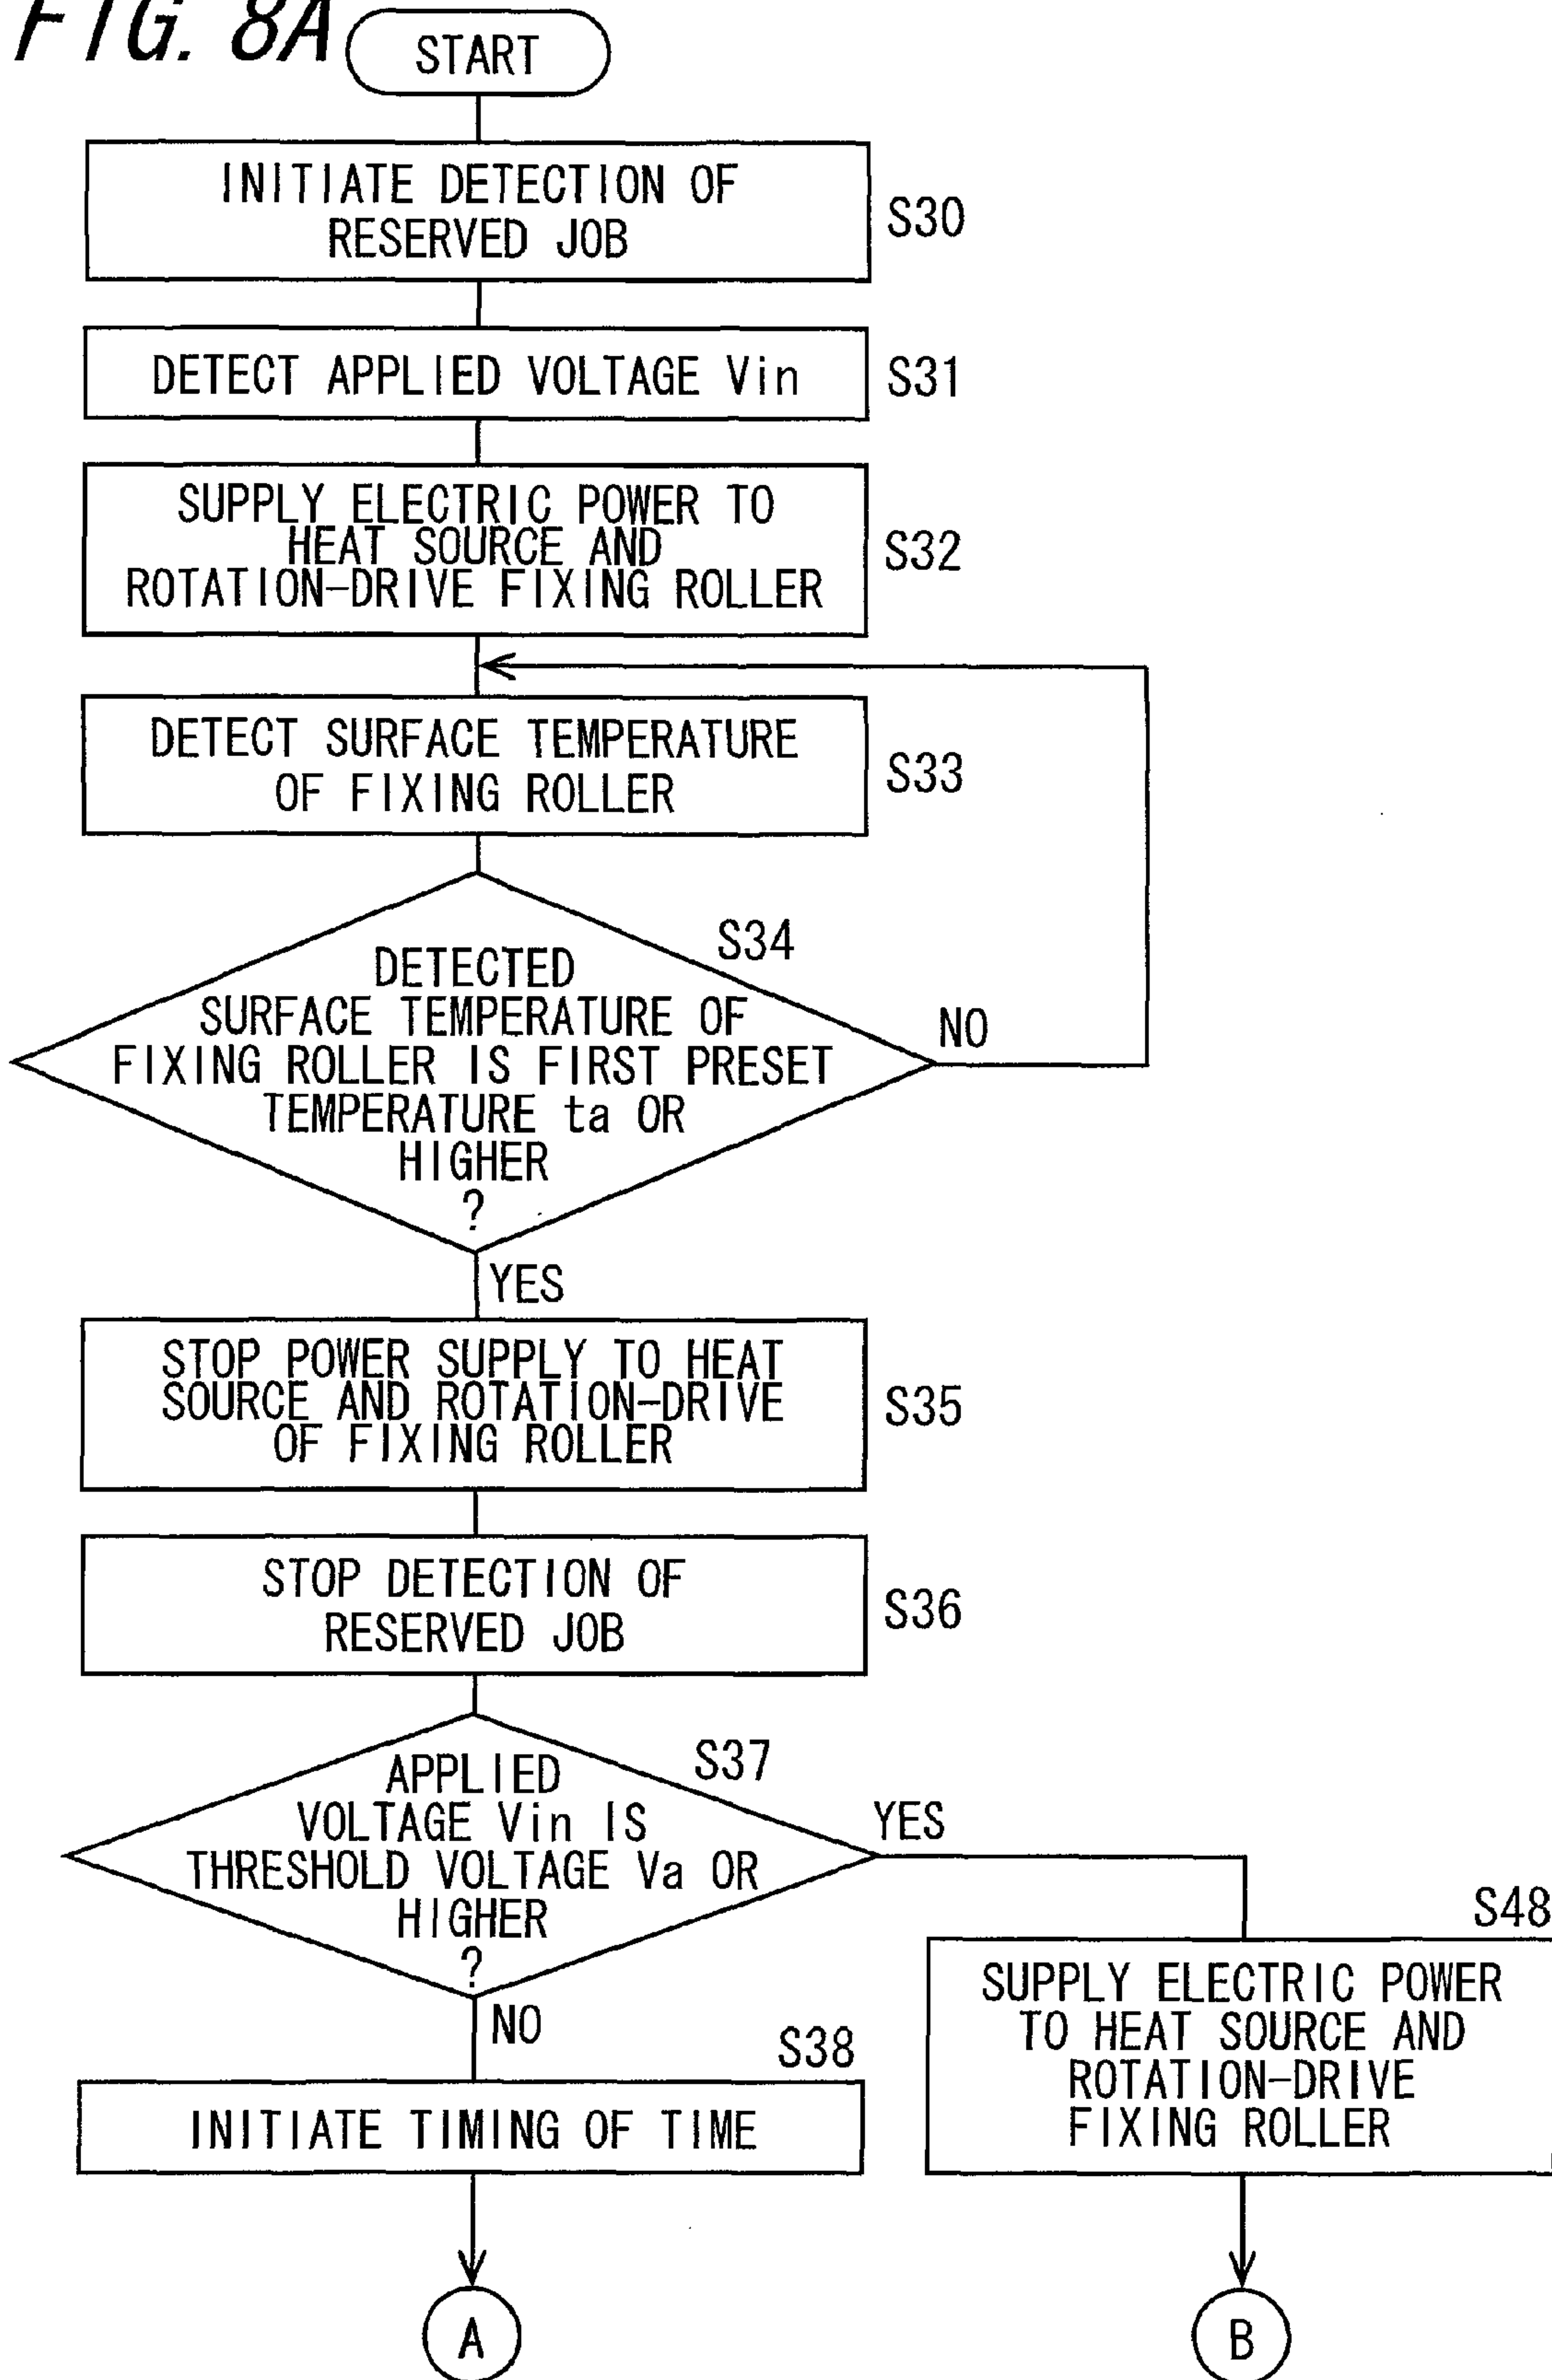 FIG. 8A
START
INITIATE DETECTION OF
RESERVED JOB
S30
DETECT APPLIED VOLTAGE Vin
S31
SUPPLY ELECTRIC POWER TO
HEAT SOURCE AND
ROTATION-DRIVE FIXING ROLLER
S32
DETECT SURFACE TEMPERATURE
OF FIXING ROLLER
S33
S34
DETECTED
SURFACE TEMPERATURE OF
FIXING ROLLER IS FIRST PRESET
TEMPERATURE ta OR
HIGHER
?
NO
YES
STOP POWER SUPPLY TO HEAT
SOURCE AND ROTATION-DRIVE
OF FIXING ROLLER
S35
STOP DETECTION OF
RESERVED JOB
S36
S37
APPLIED
VOLTAGE Vin IS
THRESHOLD VOLTAGE Va OR
HIGHER
?
YES
NO
S48
SUPPLY ELECTRIC POWER
TO HEAT SOURCE AND
ROTATION-DRIVE
FIXING ROLLER
S38
INITIATE TIMING OF TIME
A
B